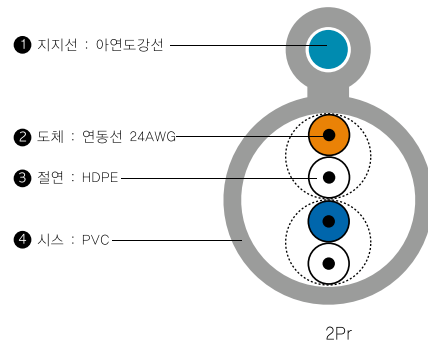 ❶ 지지선 : 아연도강선
❷ 도체 : 연동선 24AWG
❸ 절연 : HDPE
❹ 시스 : PVC
2Pr